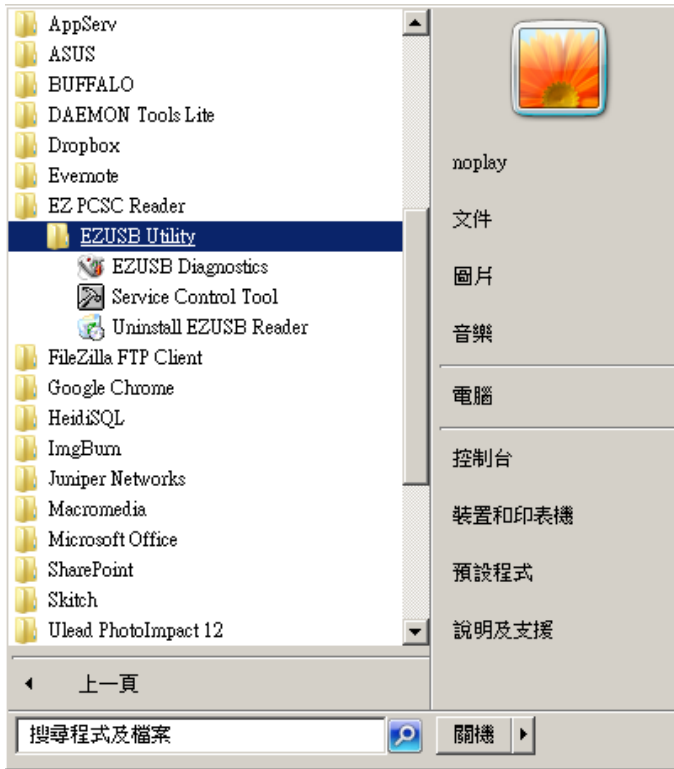 AppServ
ASUS
BUFFALO
DAEMON Tools Lite
Dropbox
Evernote
EZ PCSC Reader
EZUSB Utility
EZUSB Diagnostics
Service Control Tool
Uninstall EZUSB Reader
FileZilla FTP Client
Google Chrome
HeidiSQL
ImgBurn
Juniper Networks
Macromedia
Microsoft Office
SharePoint
Skitch
Ulead PhotoImpact 12
上一頁
搜尋程式及檔案
noplay
文件
圖片
音樂
電腦
控制台
裝置和印表機
預設程式
說明及支援
關機